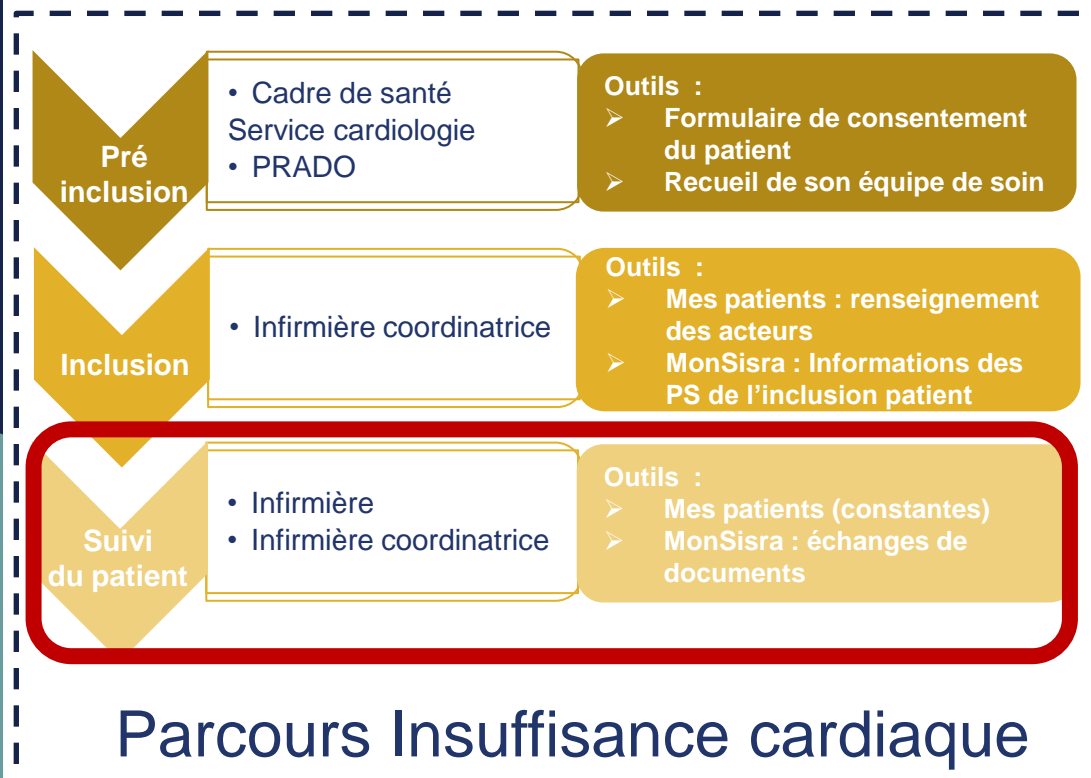 Pré
inclusion
• Cadre de santé
Service cardiologie
• PRADO
Outils :
➢ Formulaire de consentement
du patient
➢ Recueil de son équipe de soin
Inclusion
• Infirmière coordinatrice
Outils :
➢ Mes patients : renseignement
des acteurs
➢ MonSisra : Informations des
PS de l’inclusion patient
Suivi
du patient
• Infirmière
• Infirmière coordinatrice
Outils :
➢ Mes patients (constantes)
➢ MonSisra : échanges de
documents
Parcours Insuffisance cardiaque